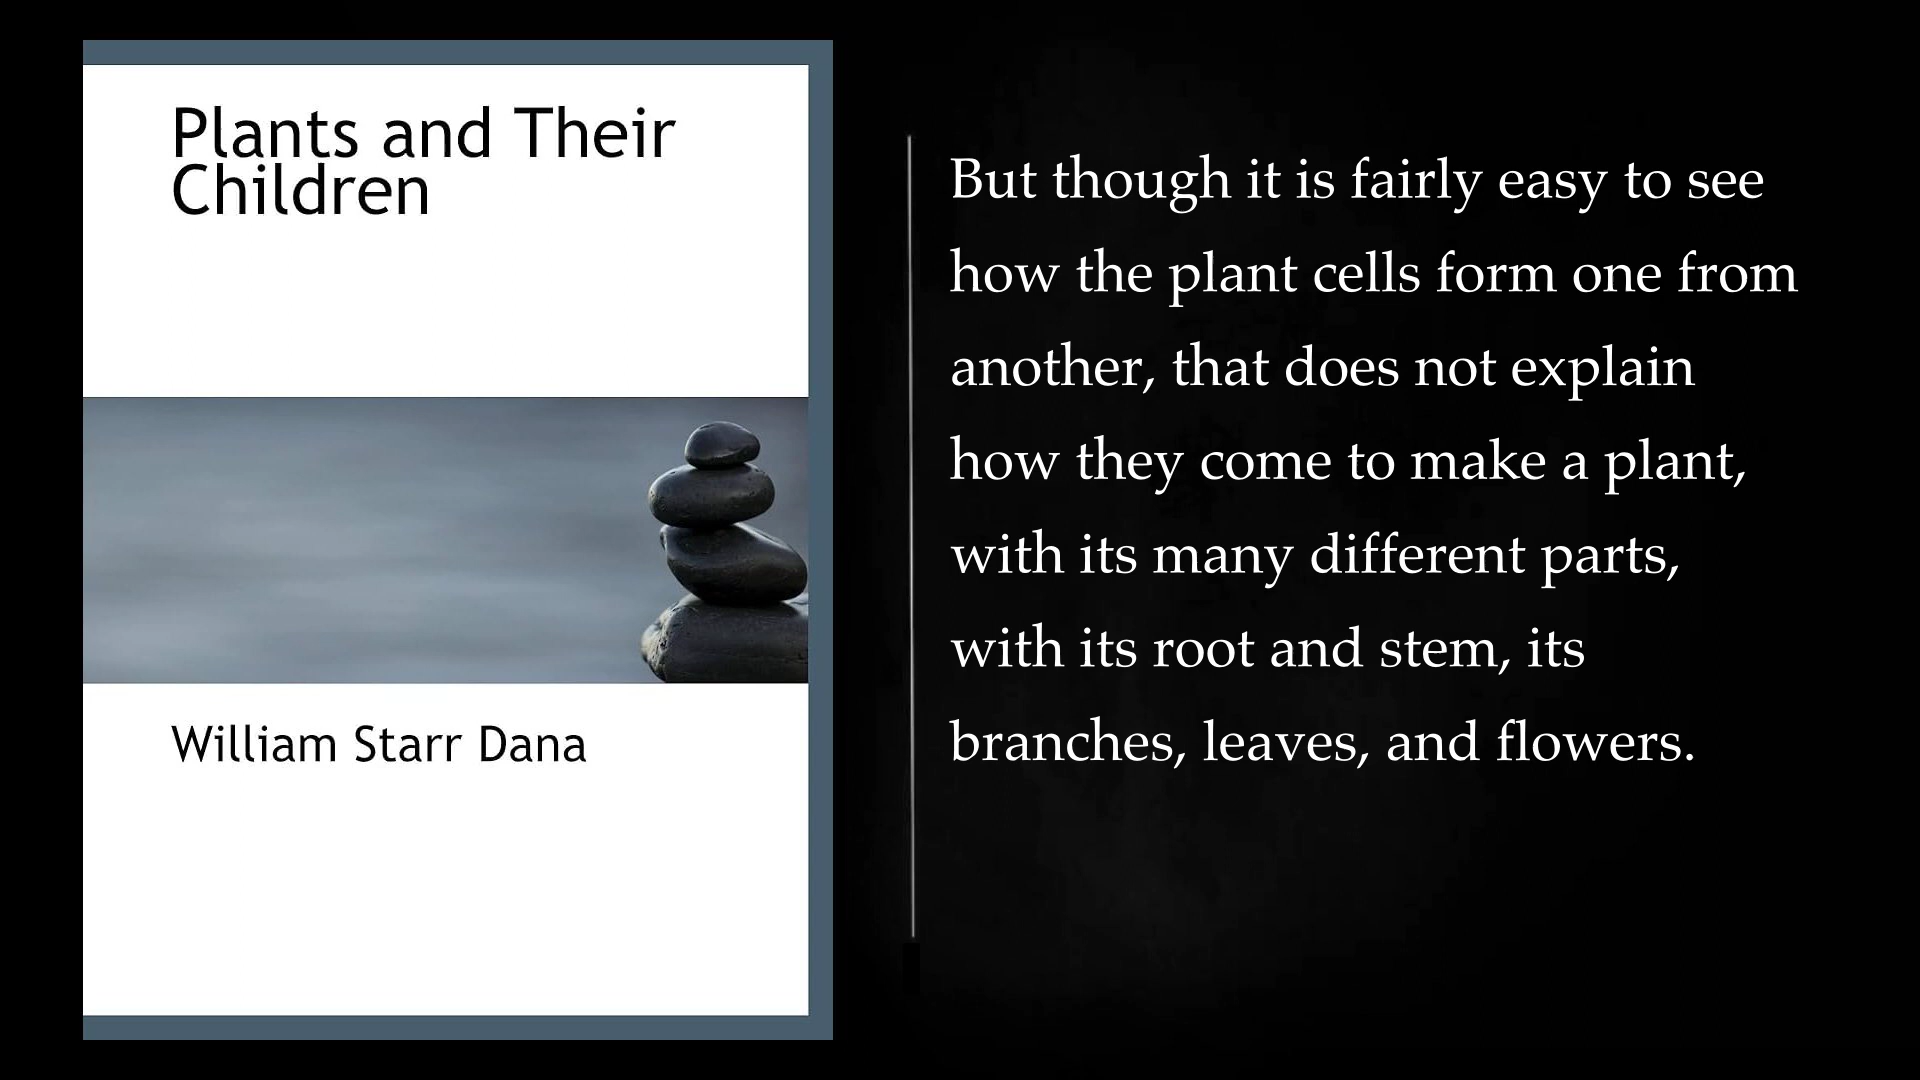 Plants and Their
Children
William Starr Dana
But though it is fairly easy to see
how the plant cells form one from
another, that does not explain
how they come to make a plant,
with its many different parts,
with its root and stem, its
branches, leaves, and flowers.